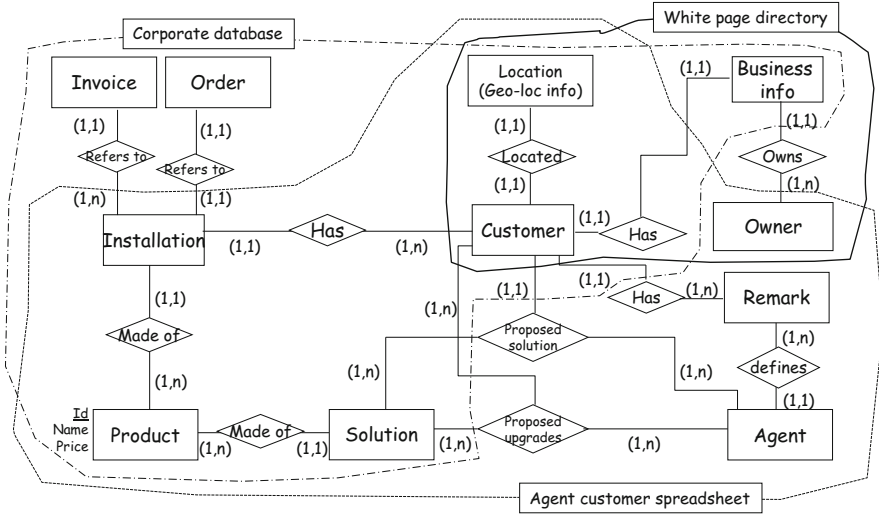 White page directory
Corporate database
Invoice
Order
Location
(Geo-loc info)
Business
info
(1,1)
(1,1)
(1,1)
(1,1)
(1,1)
Refers to
Refers to
Located
Owns
(1,n)
(1,1)
(1,1)
(1,n)
Installation
Has
Customer
(1,1)
Has
Owner
(1,1)
(1,n)
(1,1)
(1,1)
(1,1)
Has
(1,n)
Remark
(1,n)
Made of
Proposed
solution
(1,n)
defines
(1,n)
(1,n)
(1,n)
(1,1)
Id
Name
Price
Product
Made of
Solution
Proposed
upgrades
Agent
(1,n)
(1,1)
(1,n)
(1,n)
Agent customer spreadsheet